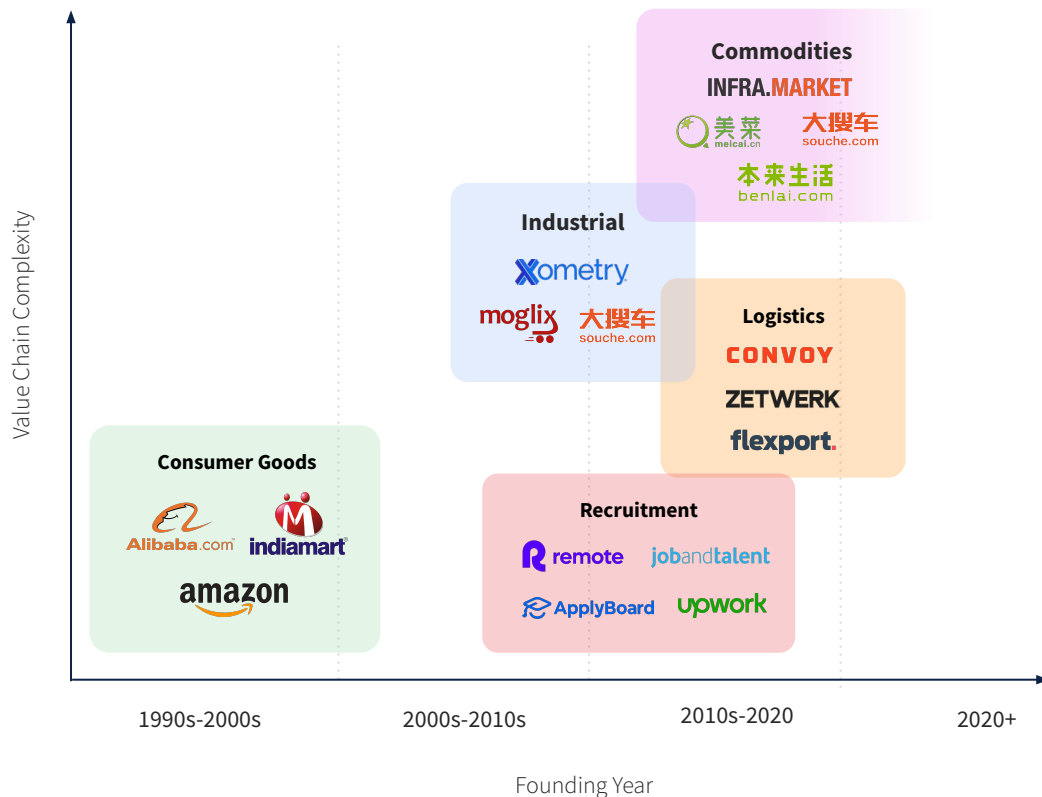 Value Chain Complexity
Commodities
INFRA.MARKET
美菜
meicai.cn
大搜车
souche.com
本来生活
benlai.com
Industrial
Xometry
moglix
大搜车
souche.com
Logistics
CONVOY
ZETWERK
flexport.
Consumer Goods
Alibaba.com
M
indiamart
amazon
Recruitment
R remote
jobandtalent
ApplyBoard
upwork
1990s-2000s
2000s-2010s
2010s-2020
2020+
Founding Year